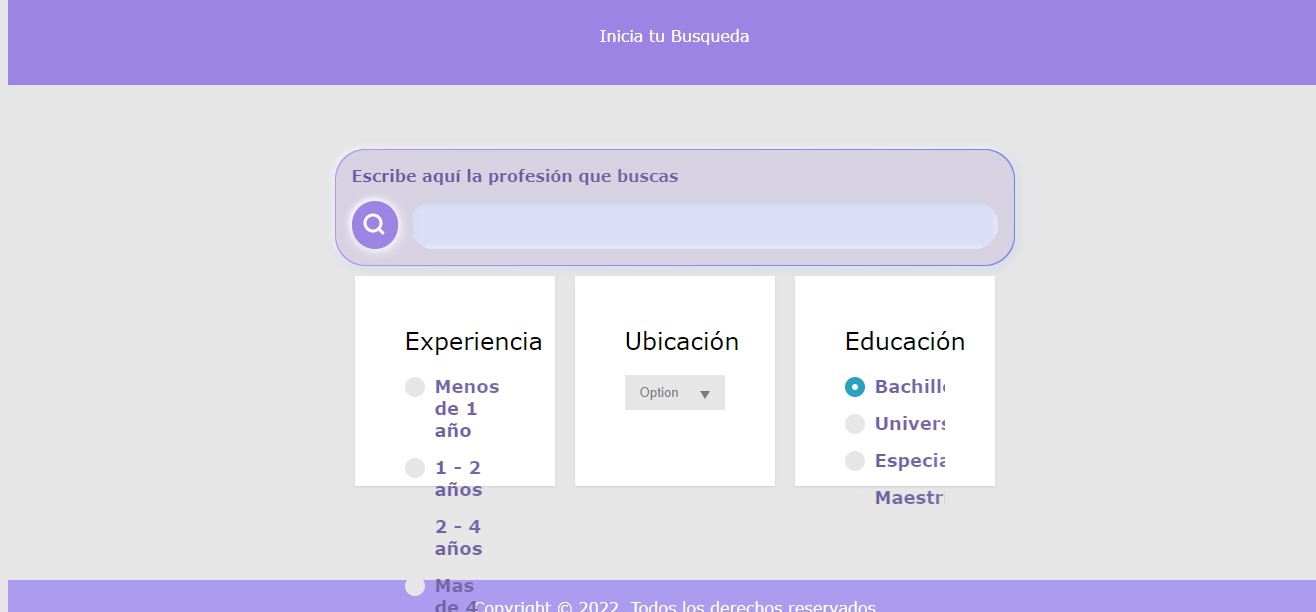 Inicia tu Busqueda
Escribe aquí la profesión que buscas
Experiencia
Menos
de 1
año
1 - 2
años
2 - 4
años
Mas
de 4
Ubicación
Option
Educación
Bachill
Univers
Especia
Maestr
Copyright © 2022 Todos los derechos reservados